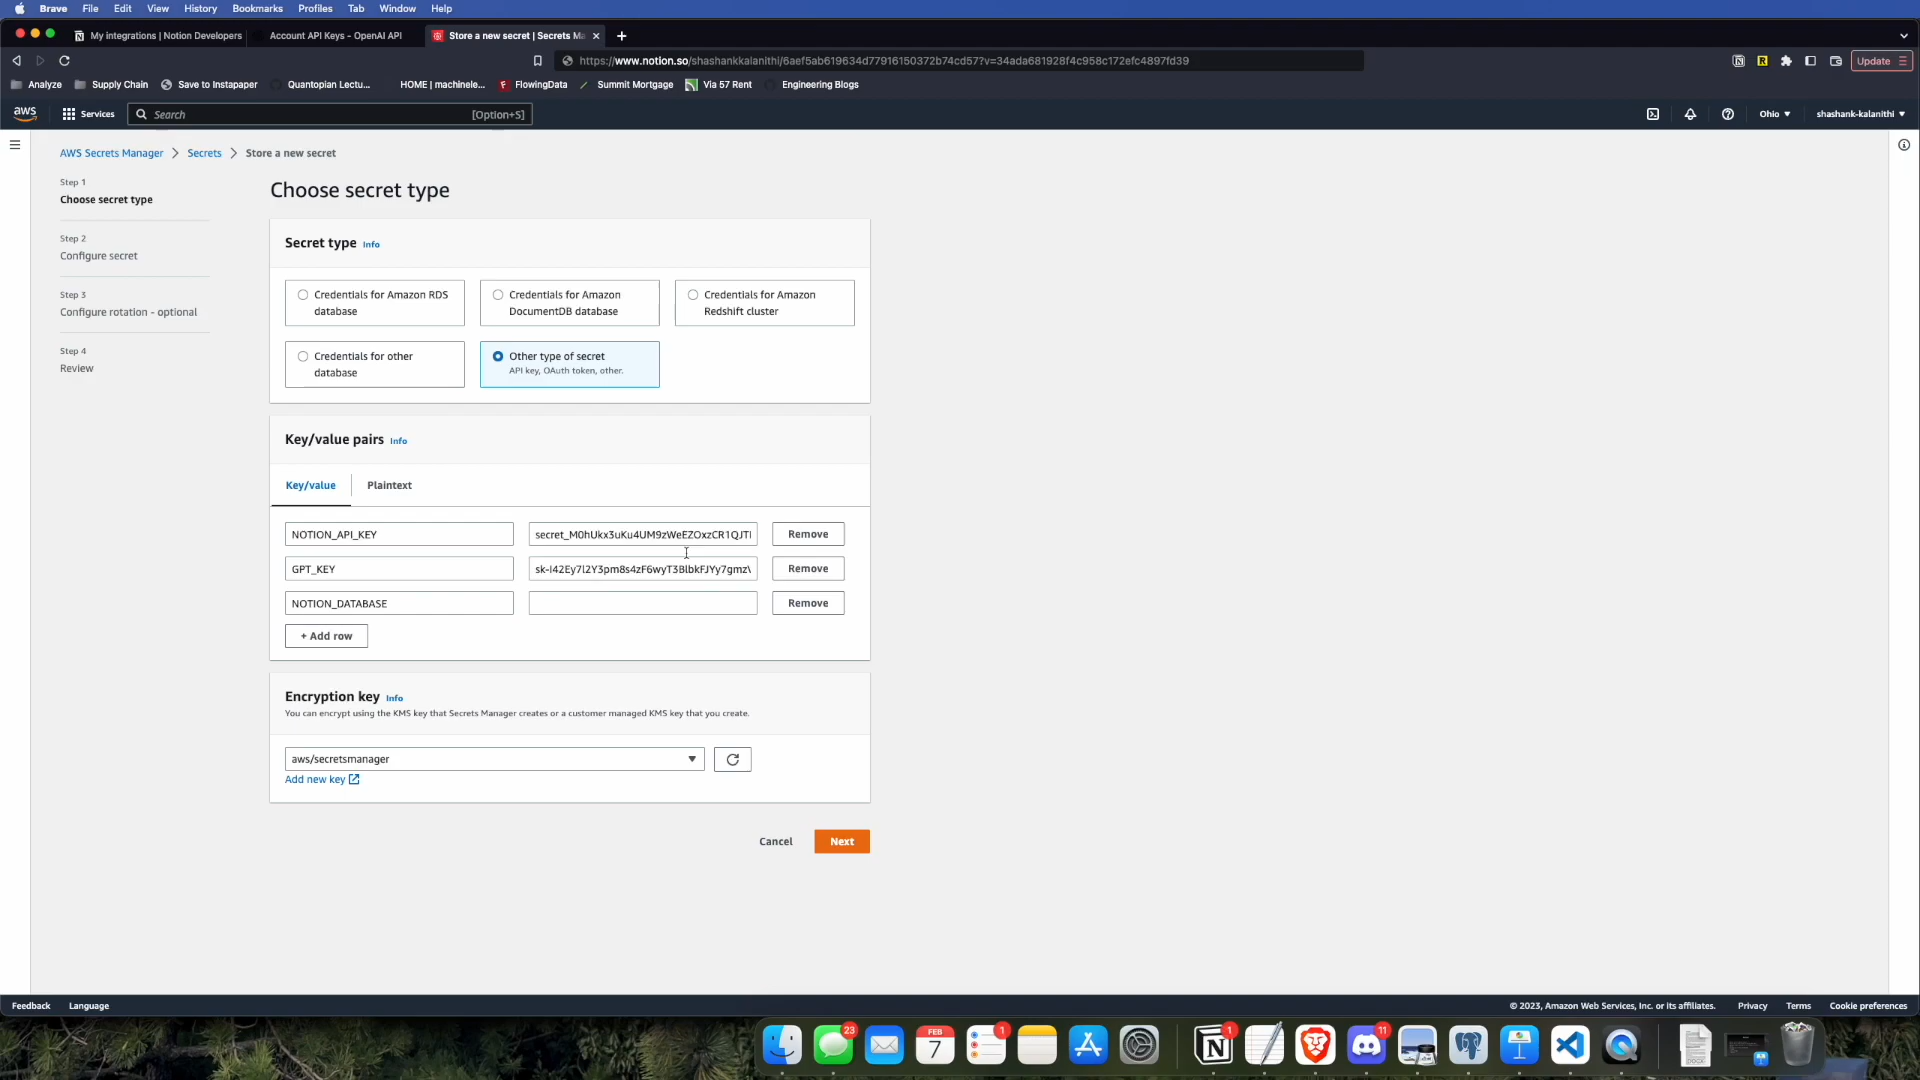 Brave File Edit View History Bookmarks Profiles Tab Window Help
My integrations | Notion Developers Account API Keys - OpenAI API Store a new secret | Secrets Ma
https://www.notion.so/shashankkalanithi/6aef5ab619634d77916150372b74cd57?v=34ada681928f4c958c172efc4897fd39 Update
Analyze Supply Chain Save to Instapaper Quantopian Lectu... HOME | machinele... FlowingData Summit Mortgage Via 57 Rent Engineering Blogs
aws Services Search [Option+S] Ohio shashank-kalanithi
AWS Secrets Manager > Secrets > Store a new secret
Step 1
Choose secret type
Step 2
Configure secret
Step 3
Configure rotation - optional
Step 4
Review
Choose secret type
Secret type Info
Credentials for Amazon RDS database
Credentials for Amazon DocumentDB database
Credentials for Amazon Redshift cluster
Credentials for other database
Other type of secret
API key, OAuth token, other.
Key/value pairs Info
Key/value Plaintext
NOTION_API_KEY secret_M0hUkx3uKu4UM9zWeEZOxzCR1QJTI Remove
GPT_KEY sk-I42Ey7l2Y3pm8s4zF6wyT3BlbkFJYy7gmz\ Remove
NOTION_DATABASE Remove
+ Add row
Encryption key Info
You can encrypt using the KMS key that Secrets Manager creates or a customer managed KMS key that you create.
aws/secretsmanager
Add new key
Cancel Next
Feedback Language © 2023, Amazon Web Services, Inc. or its affiliates. Privacy Terms Cookie preferences
23 FEB 7 1 1 11